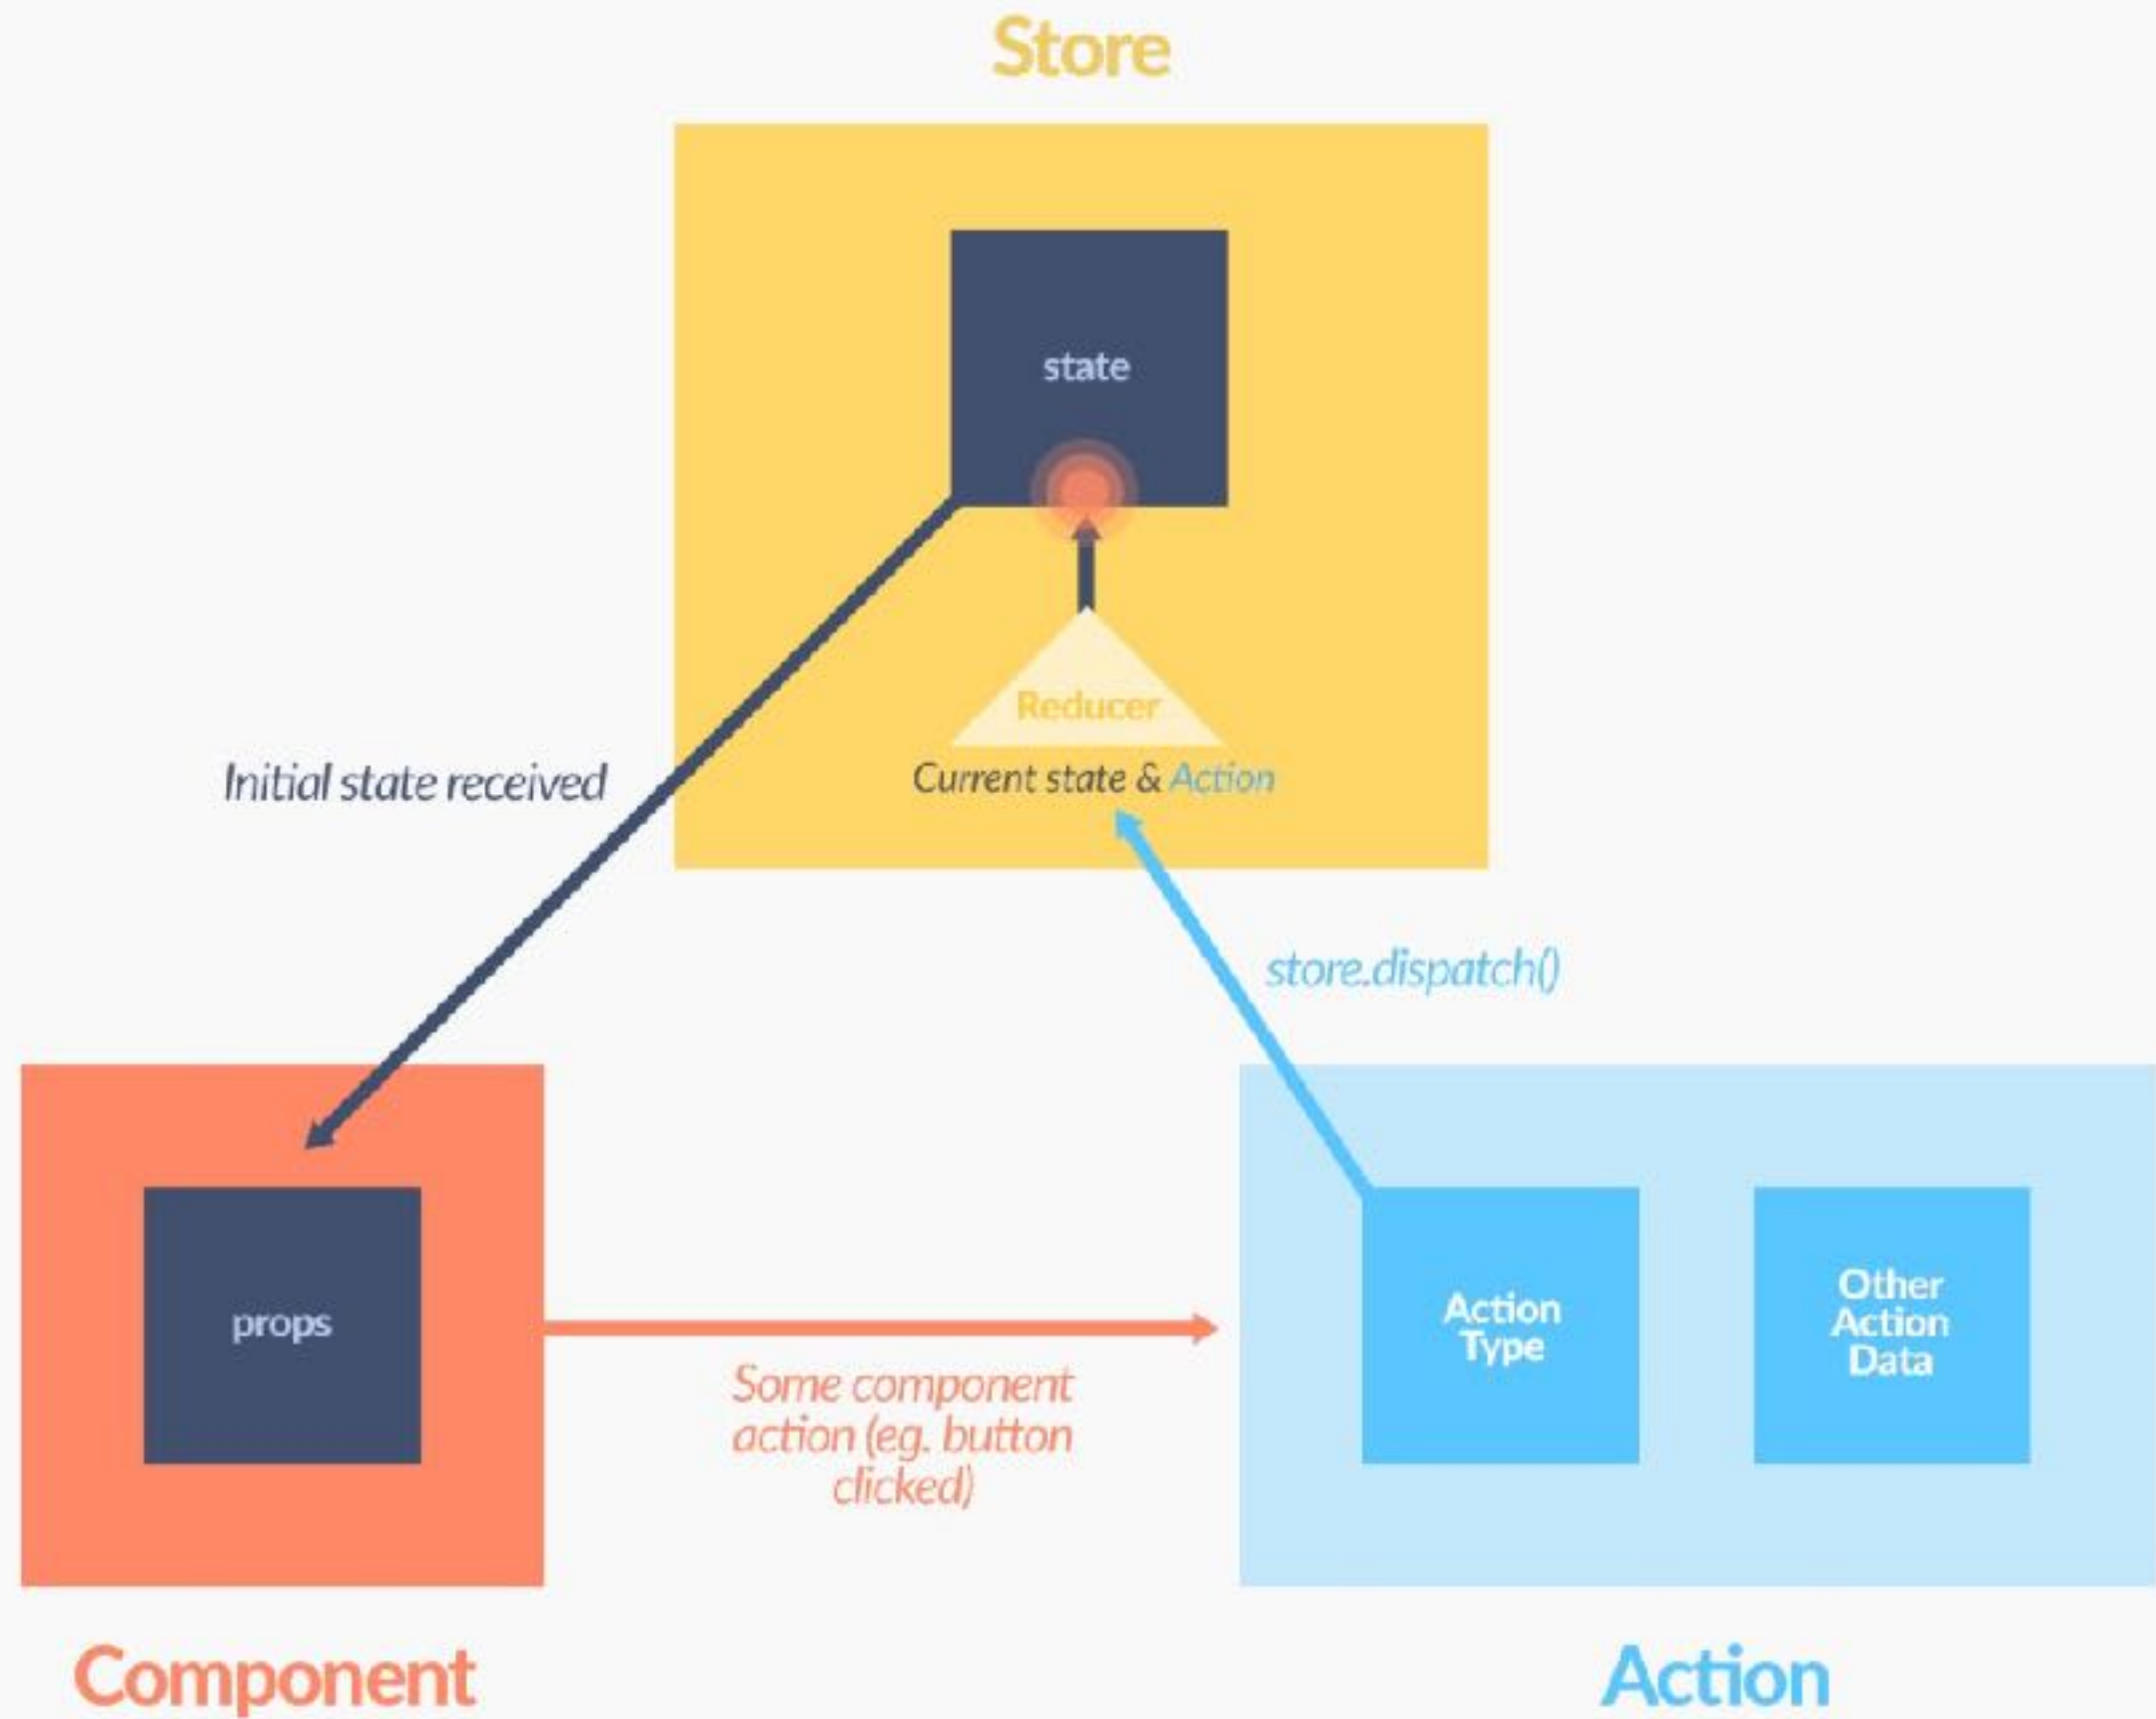 Store
state
Reducer
Initial state received
Current state & Action
store.dispatch()
props
Action
Type
Other
Action
Data
Some component
action (eg. button
clicked)
Component
Action